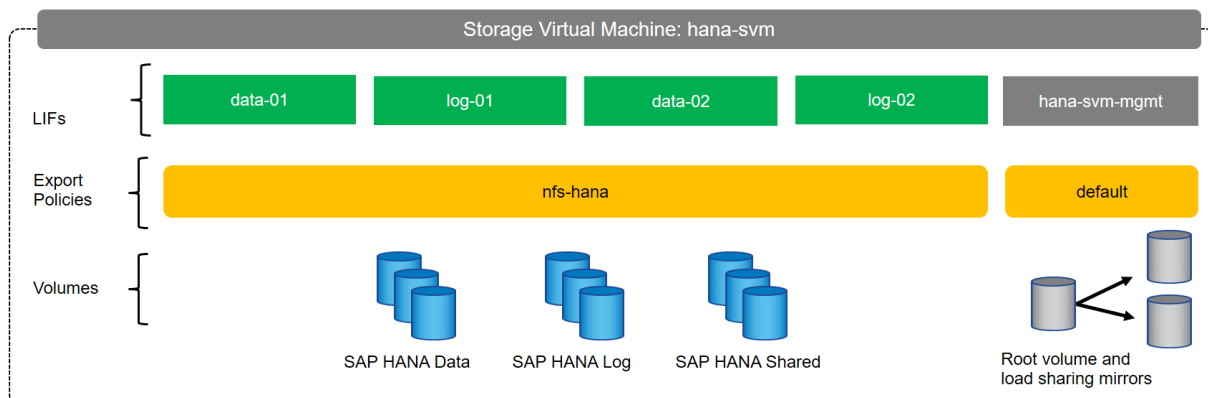 Storage Virtual Machine: hana-svm
LIFs
data-01
log-01
data-02
log-02
hana-svm-mgmt
Export
Policies
nfs-hana
default
Volumes
SAP HANA Data
SAP HANA Log
SAP HANA Shared
Root volume and
load sharing mirrors